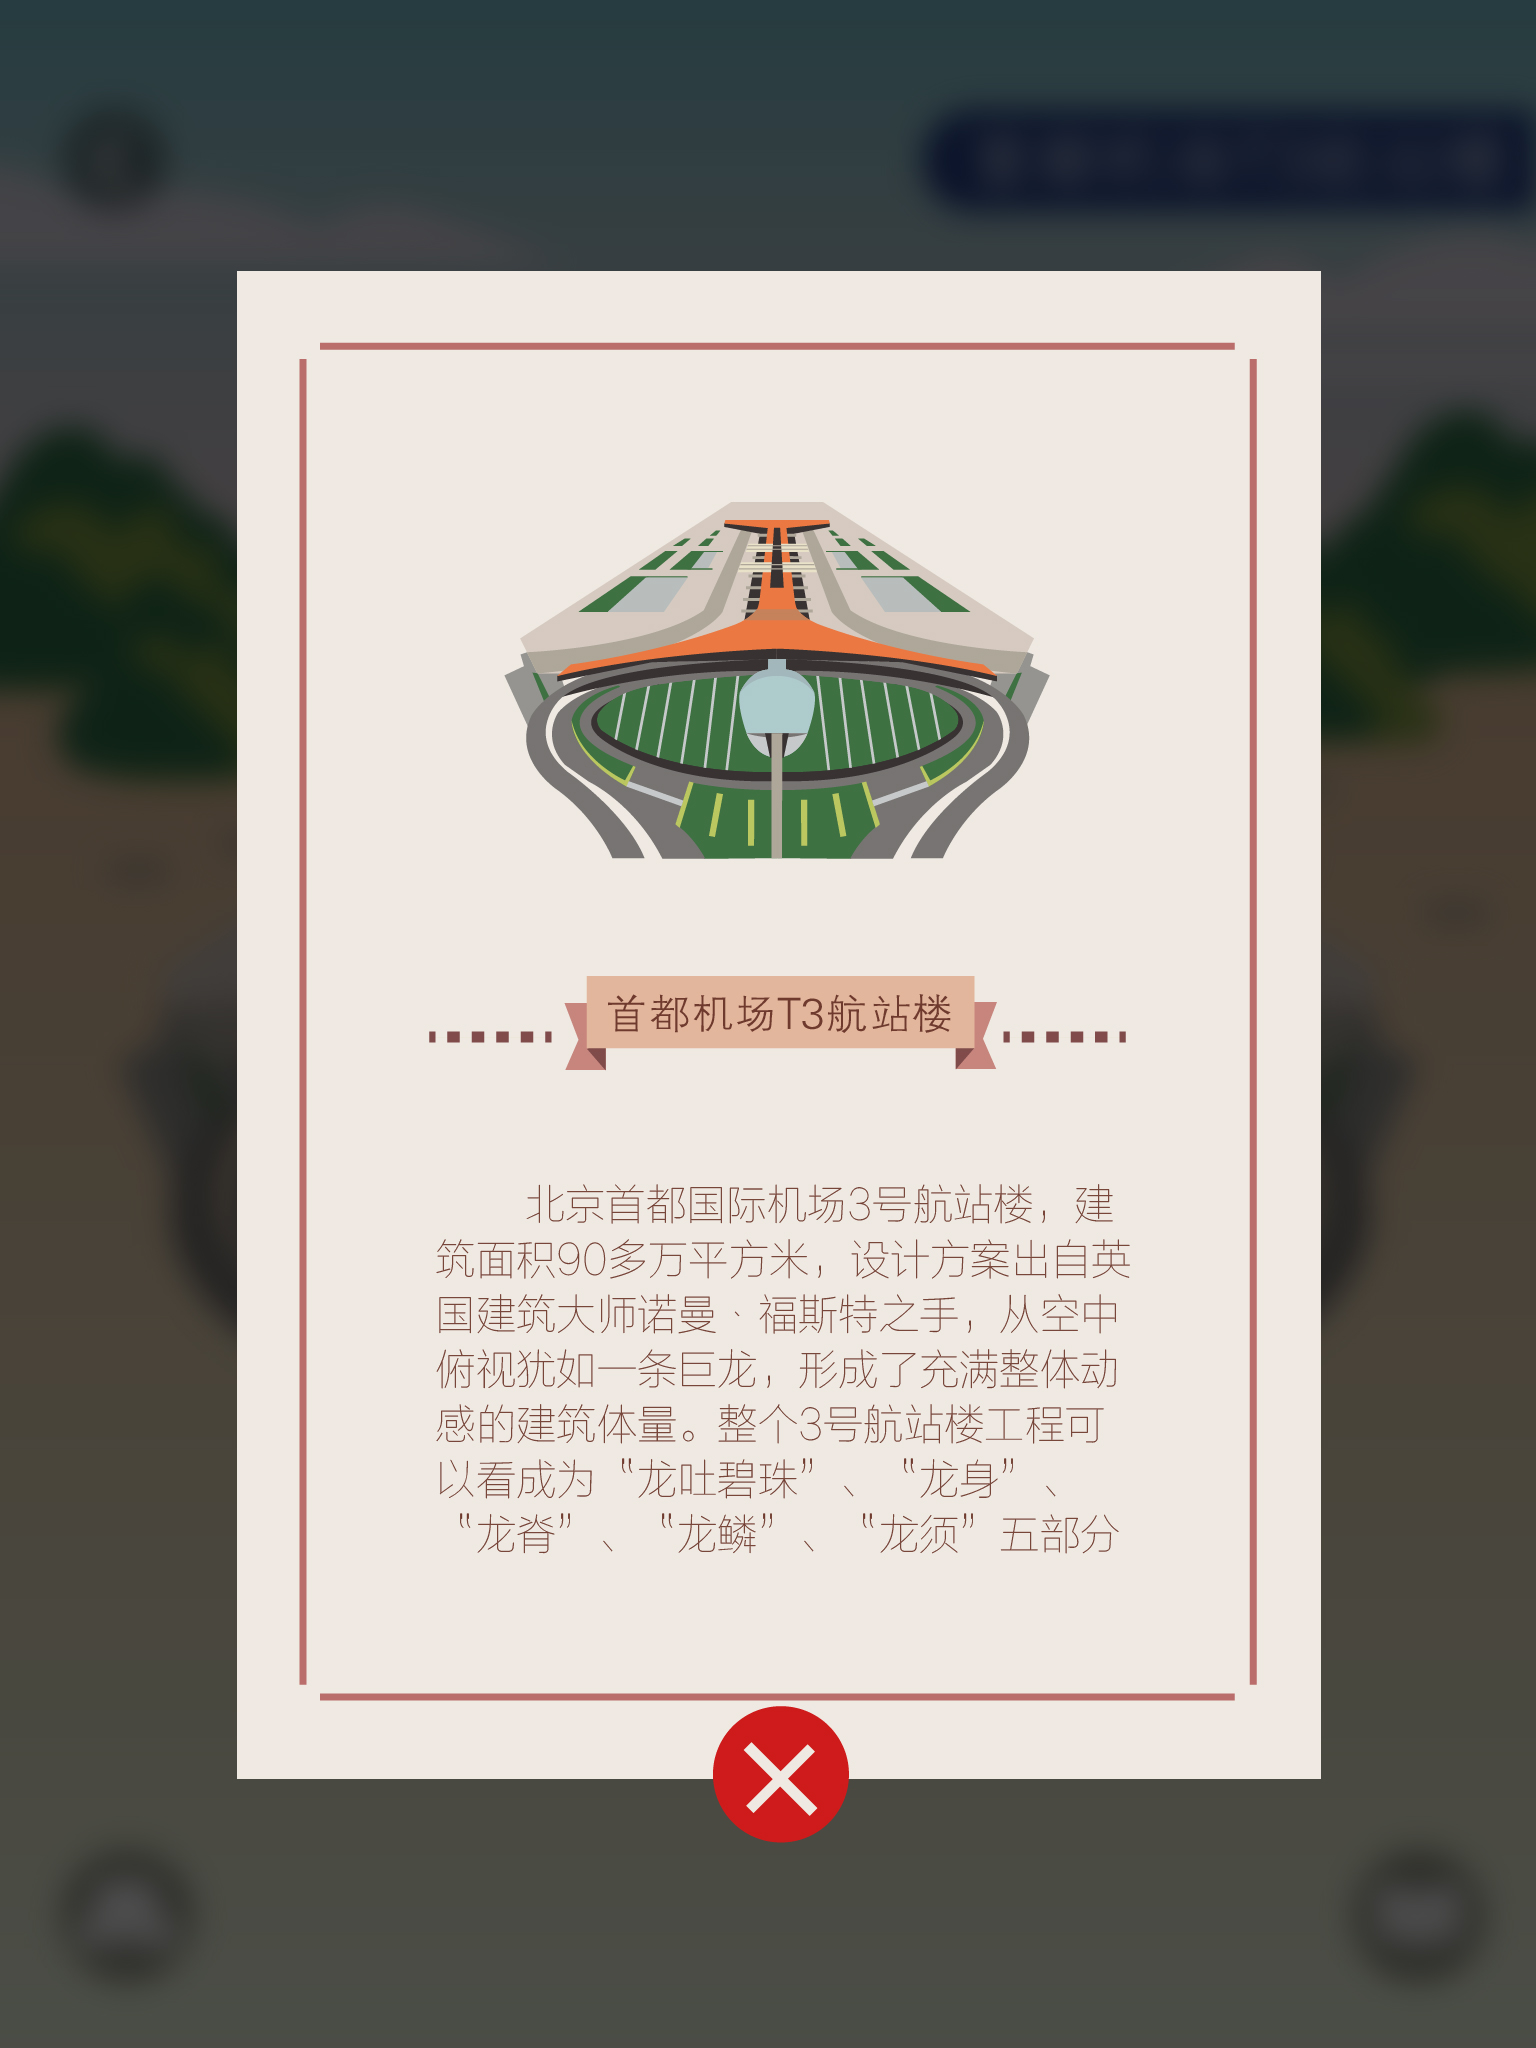 首都机场T3航站楼
北京首都国际机场3号航站楼，建
筑面积90多万平方米，设计方案出自英
国建筑大师诺曼、福斯特之手，从空中
俯视犹如一条巨龙，形成了充满整体动
感的建筑体量。整个3号航站楼工程可
以看成为“龙吐碧珠”、“龙身”、
“龙脊”、“龙鳞”、“龙须”五部分